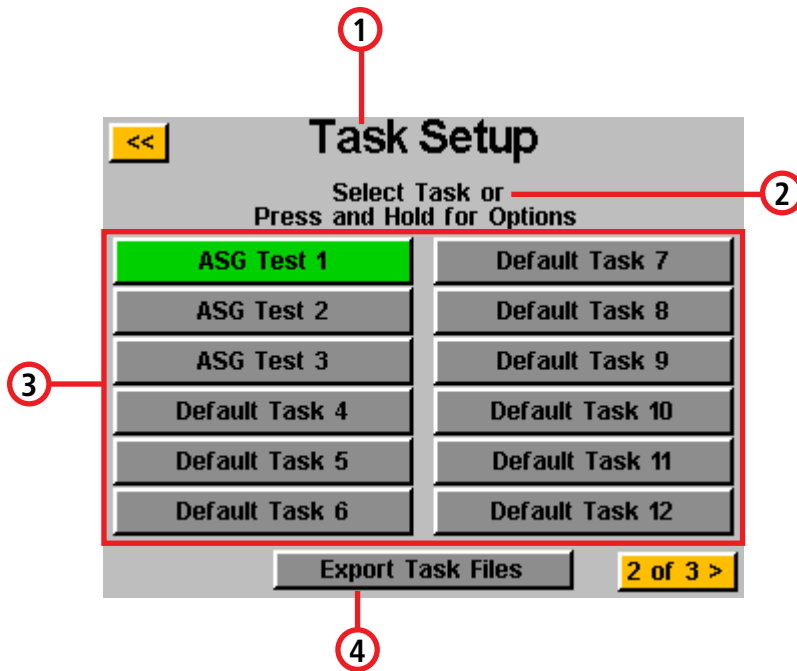 1
<<
Task Setup
Select Task or
2
Press and Hold for Options
ASG Test 1
Default Task 7
ASG Test 2
Default Task 8
ASG Test 3
Default Task 9
3
Default Task 4
Default Task 10
Default Task 5
Default Task 11
Default Task 6
Default Task 12
Export Task Files
2 of 3 >
4